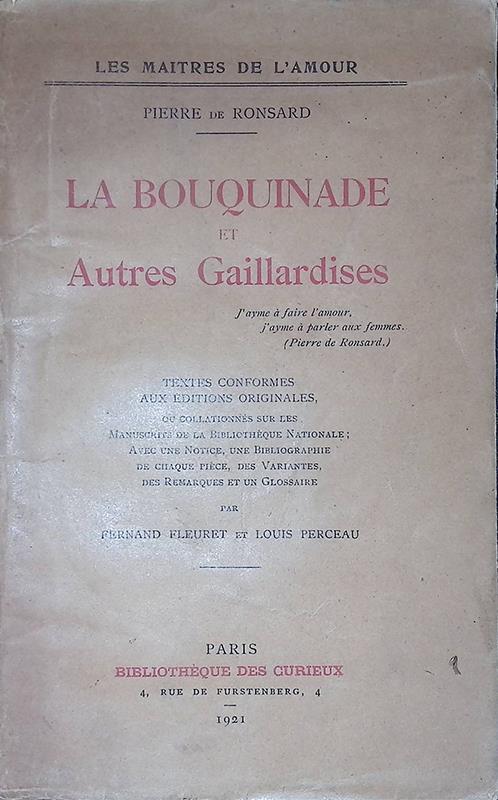 LES MAITRES DE L'AMOUR
PIERRE DE RONSARD
LA BOUQUINADE
ET
Autres Gaillardises
J'ayme à faire l'amour,
j'ayme à parler aux femmes.
(Pierre de Ronsard.)
TEXTES CONFORMES
AUX ÉDITIONS ORIGINALES,
OU COLLATIONNÉS SUR LES
MANUSCRITS DE LA BIBLIOTHÈQUE NATIONALE;
AVEC UNE NOTICE, UNE BIBLIOGRAPHIE
DE CHAQUE PIÈCE, DES VARIANTES,
DES REMARQUES ET UN GLOSSAIRE
PAR
FERNAND FLEURET ET LOUIS PERCEAU
PARIS
BIBLIOTHÈQUE DES CURIEUX
4, RUE DE FURSTENBERG, 4
1921